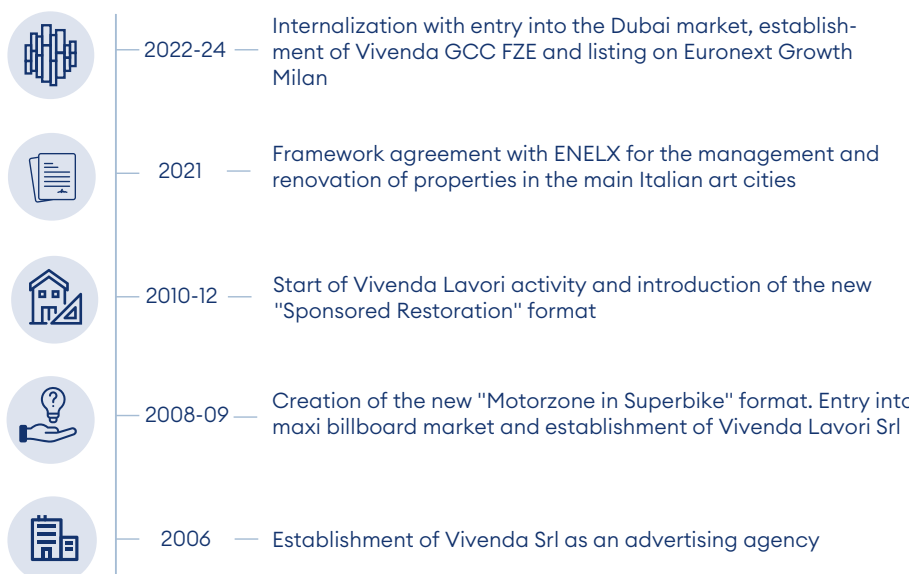 2022-24
Internalization with entry into the Dubai market, establish-
ment of Vivenda GCC FZE and listing on Euronext Growth
Milan
2021
Framework agreement with ENELX for the management and
renovation of properties in the main Italian art cities
2010-12
Start of Vivenda Lavori activity and introduction of the new
"Sponsored Restoration" format
2008-09
Creation of the new "Motorzone in Superbike" format. Entry into
maxi billboard market and establishment of Vivenda Lavori Srl
2006
Establishment of Vivenda Srl as an advertising agency